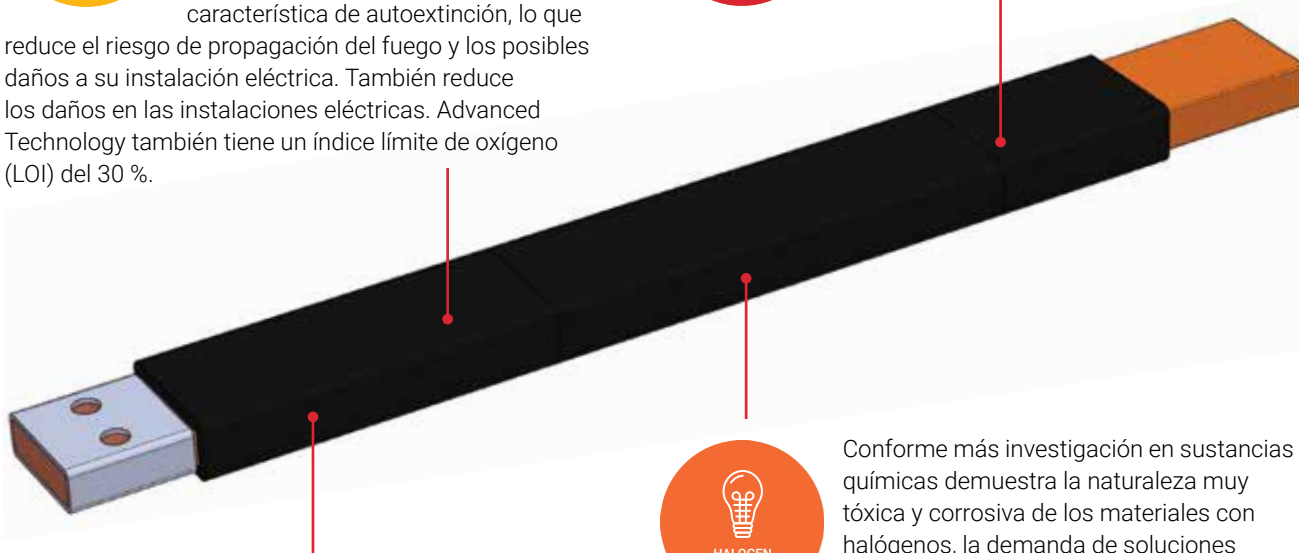 característica de autoextinción, lo que
reduce el riesgo de propagación del fuego y los posibles
daños a su instalación eléctrica. También reduce
los daños en las instalaciones eléctricas. Advanced
Technology también tiene un índice límite de oxígeno
(LOI) del 30 %.
Conforme más investigación en sustancias
químicas demuestra la naturaleza muy
tóxica y corrosiva de los materiales con
halógenos, la demanda de soluciones
HALOGEN